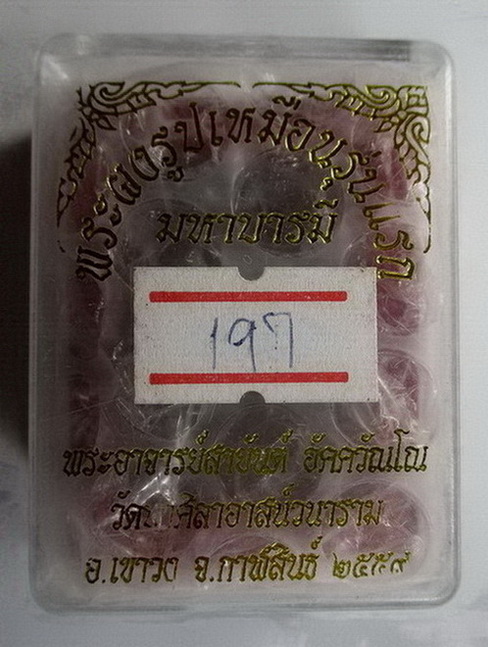 พระผงรูปเหมือนรุ่นแรก
มหาบารมี
197
พระอาจารย์สายันต์ อัคควัณโณ
ศิลาอาสน์วนาราม
อ.เขาวง จ.กาฬสินธุ์ ๒๕๕๙